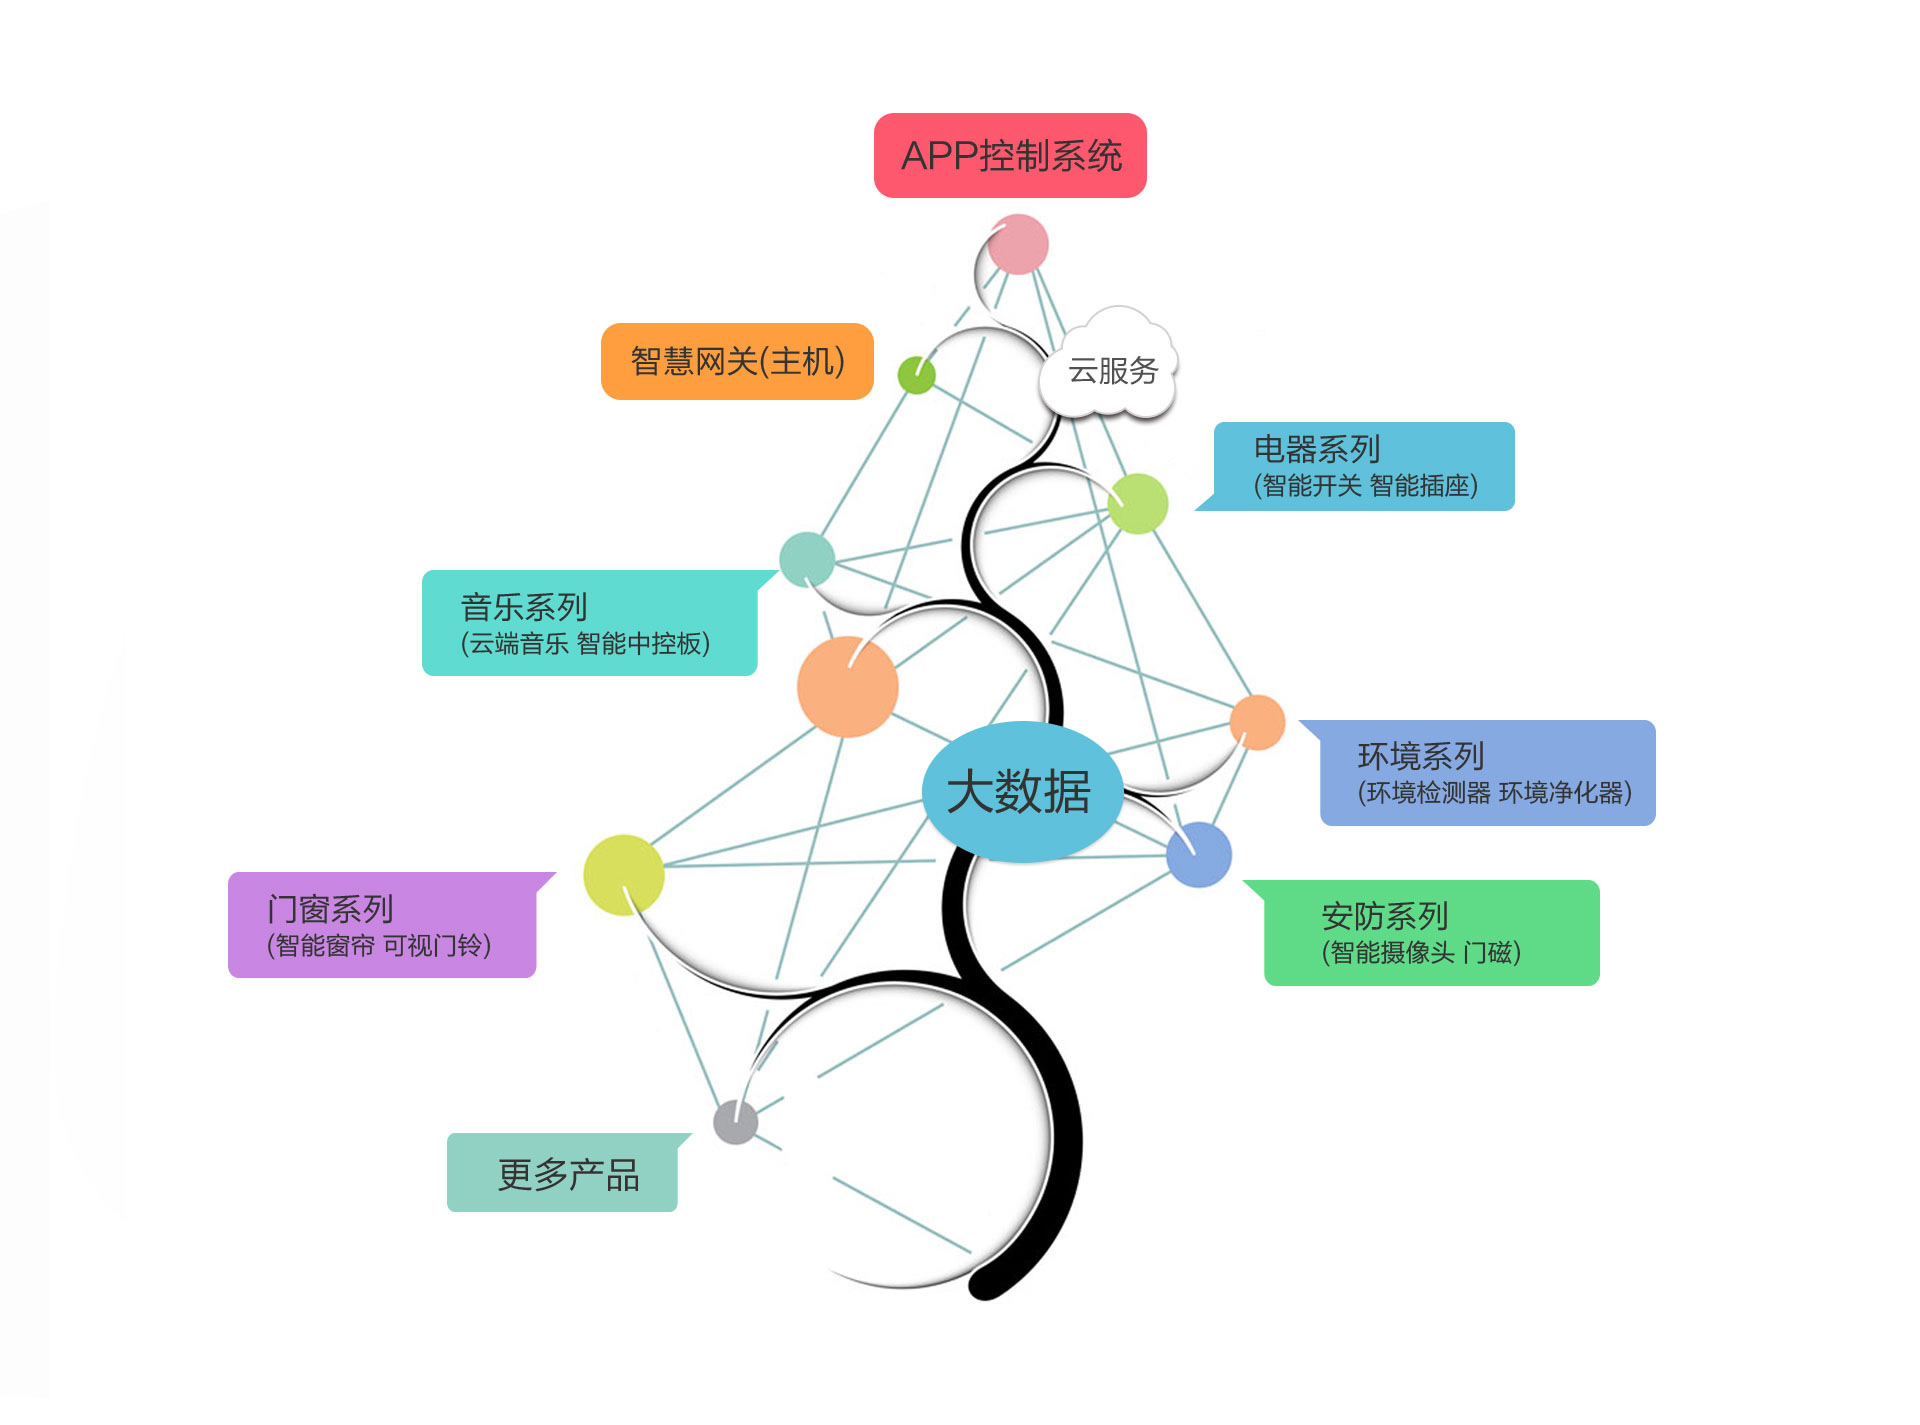 APP控制系统
智慧网关(主机)
云服务
电器系列
(智能开关 智能插座)
音乐系列
(云端音乐 智能中控板)
大数据
环境系列
(环境检测器 环境净化器)
门窗系列
(智能窗帘 可视门铃)
安防系列
(智能摄像头 门磁)
更多产品